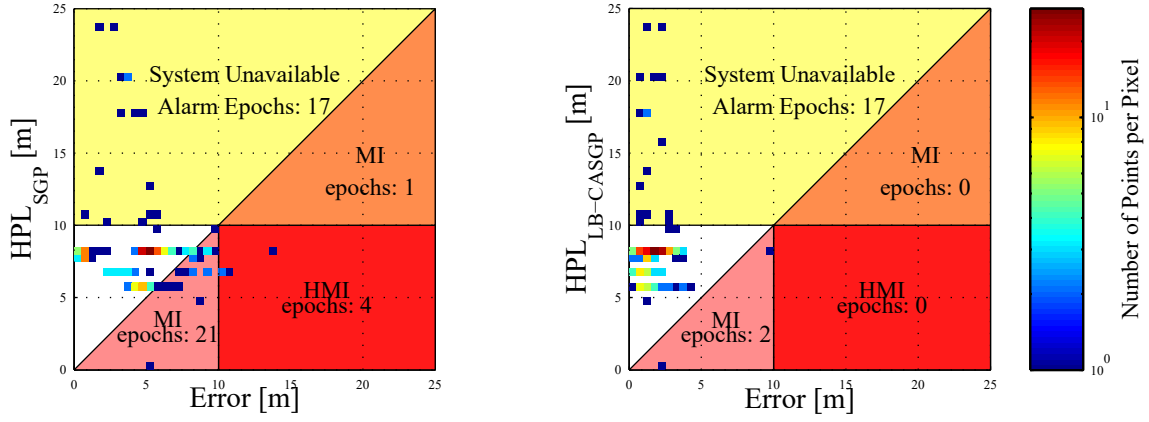 25
20
15
10
5
0
HPL_SGP [m]
System Unavailable
Alarm Epochs: 17
MI
epochs: 1
HMI
epochs: 4
MI
epochs: 21
0
5
10
15
20
25
Error [m]
25
20
15
10
5
0
HPL_LB−CASGP [m]
System Unavailable
Alarm Epochs: 17
MI
epochs: 0
HMI
epochs: 0
MI
epochs: 2
0
5
10
15
20
25
Error [m]
10^1
10^0
Number of Points per Pixel